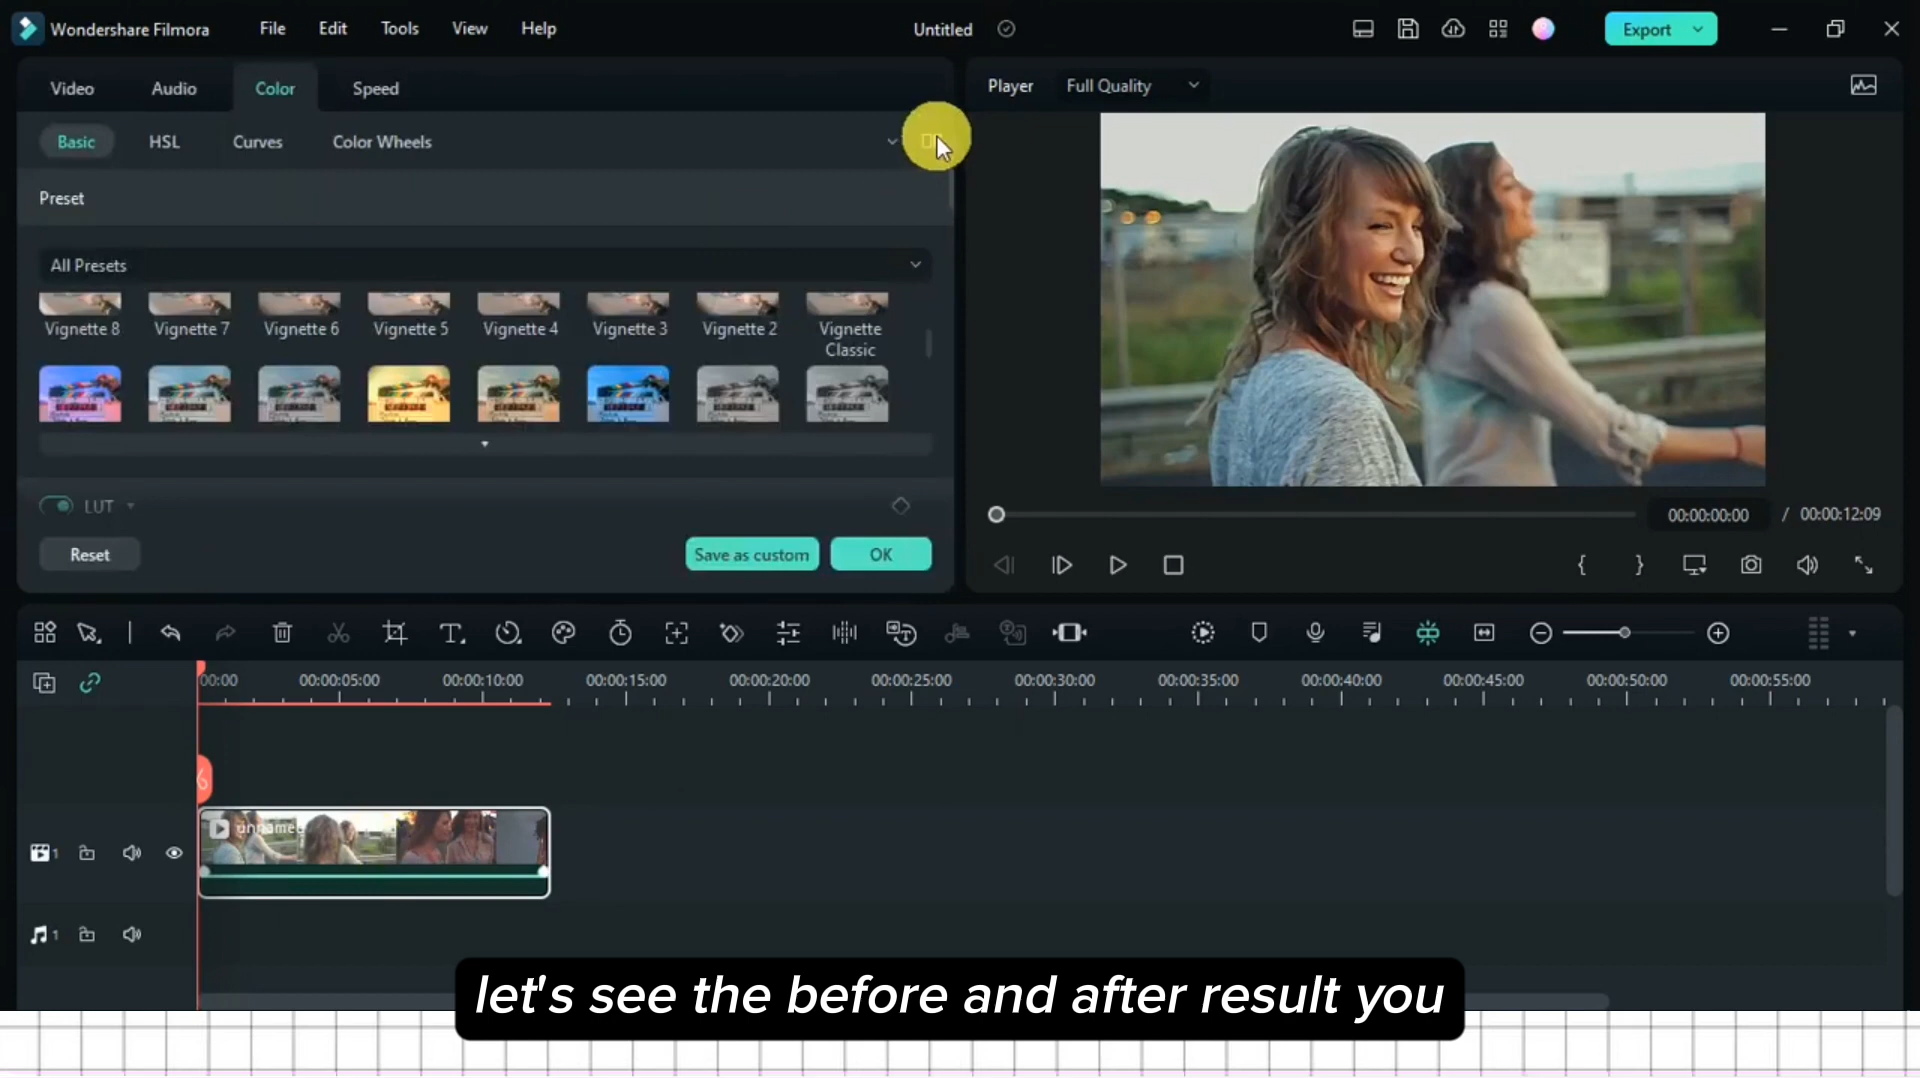 Wondershare Filmora File Edit Tools View Help Untitled Export
Video Audio Color Speed
Basic HSL Curves Color Wheels
Preset
All Presets
Vignette 8 Vignette 7 Vignette 6 Vignette 5 Vignette 4 Vignette 3 Vignette 2 Vignette Classic
LUT
Reset Save as custom OK
Player Full Quality
00:00:00:00 / 00:00:12:09
00:00 00:00:05:00 00:00:10:00 00:00:15:00 00:00:20:00 00:00:25:00 00:00:30:00 00:00:35:00 00:00:40:00 00:00:45:00 00:00:50:00 00:00:55:00
unnamed
1
1
let's see the before and after result you